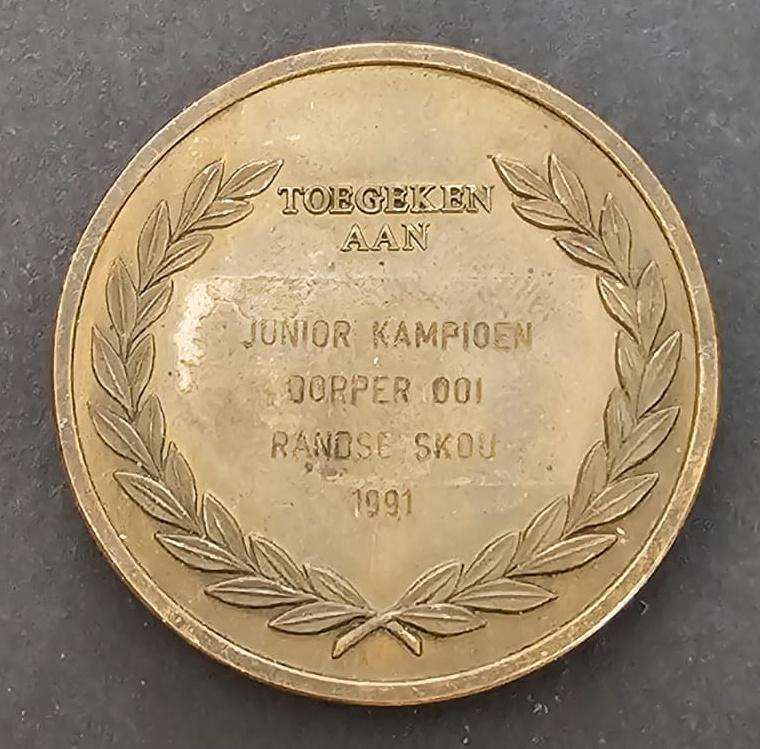 TOEGEKEN
AAN
JUNIOR KAMPIOEN
DORPER OOI
RANDSE SKOU
1991